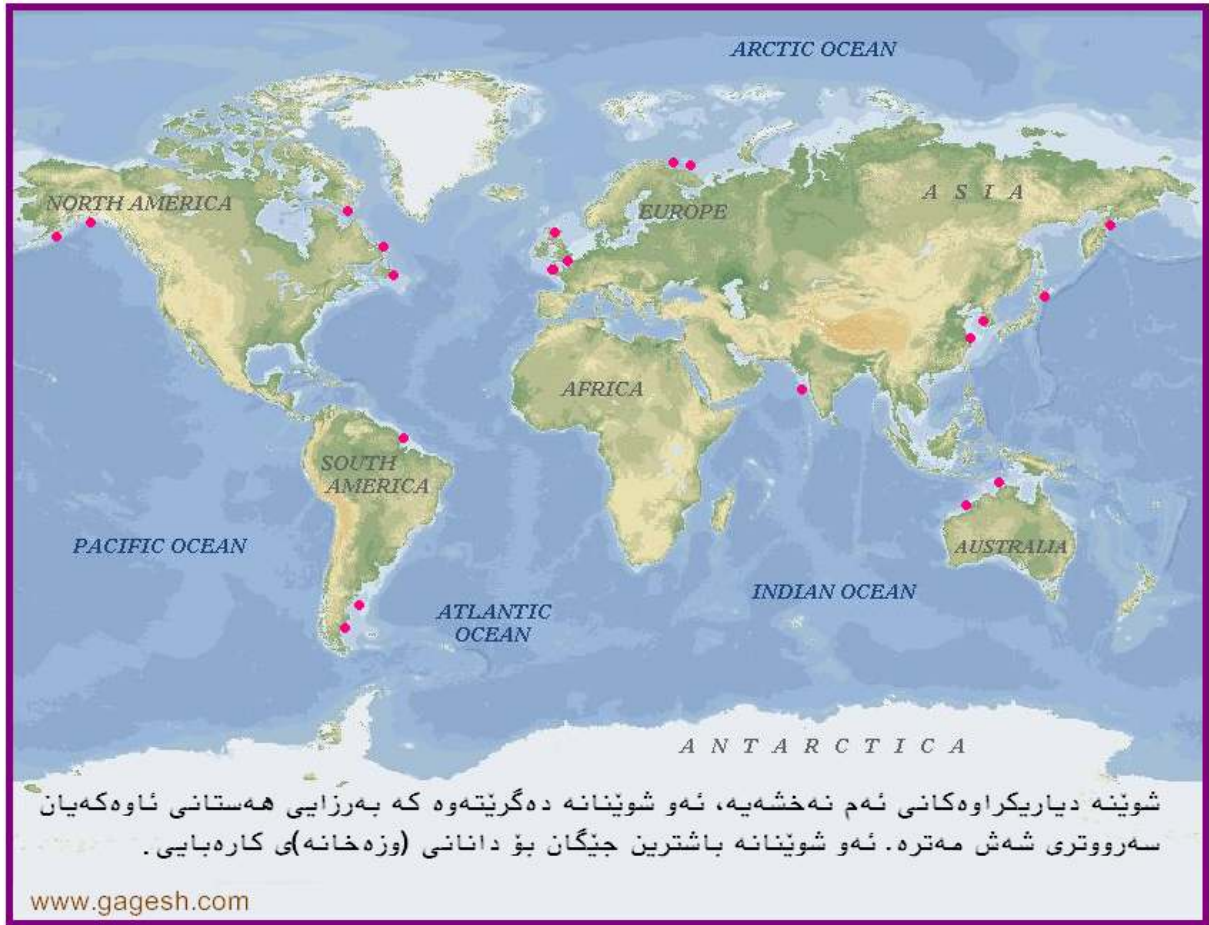 ARCTIC OCEAN
NORTH AMERICA
EUROPE
A S I A
AFRICA
SOUTH
AMERICA
PACIFIC OCEAN
AUSTRALIA
INDIAN OCEAN
ATLANTIC
OCEAN
A N T A R C T I C A
شوێنە دیاریکراوەکانی ئەم نەخشەیە، ئەو شوێنانە دەگرێتەوە کە بەرزایی هەستانی ئاوەکەیان
سەرووتری شەش مەترە. ئەو شوێنانە باشترین جێگان بۆ دانانی (وزەخانە)ی کارەبایی.
www.gagesh.com